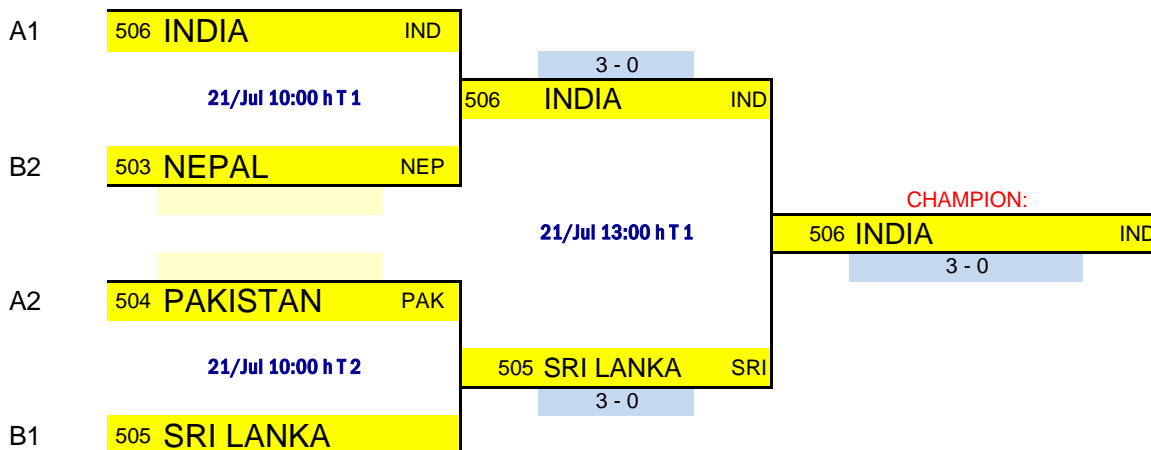 A1 506 INDIA IND
3 - 0
21/Jul 10:00 h T 1
506 INDIA IND
B2 503 NEPAL NEP
CHAMPION:
21/Jul 13:00 h T 1
506 INDIA IND
3 - 0
A2 504 PAKISTAN PAK
21/Jul 10:00 h T 2
505 SRI LANKA SRI
3 - 0
B1 505 SRI LANKA